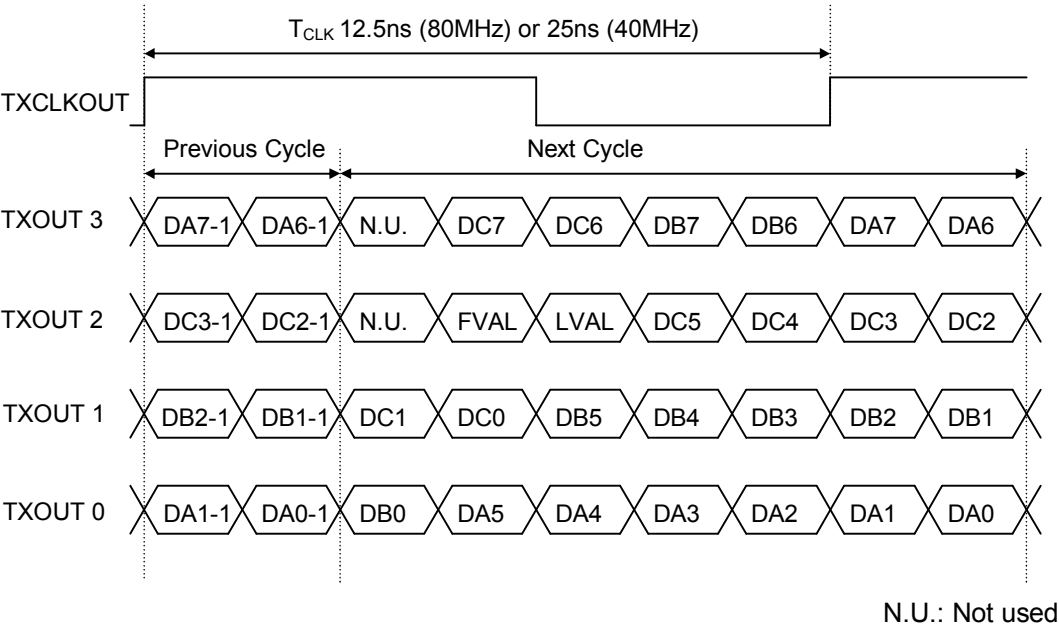 TCLK 12.5ns (80MHz) or 25ns (40MHz)
TXCLKOUT
Previous Cycle Next Cycle
TXOUT 3 DA7-1 DA6-1 N.U. DC7 DC6 DB7 DB6 DA7 DA6
TXOUT 2 DC3-1 DC2-1 N.U. FVAL LVAL DC5 DC4 DC3 DC2
TXOUT 1 DB2-1 DB1-1 DC1 DC0 DB5 DB4 DB3 DB2 DB1
TXOUT 0 DA1-1 DA0-1 DB0 DA5 DA4 DA3 DA2 DA1 DA0
N.U.: Not used